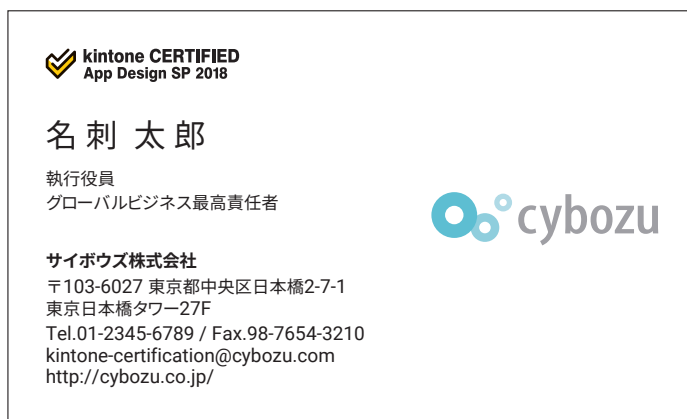 kintone CERTIFIED
App Design SP 2018
名刺 太郎
執行役員
グローバルビジネス最高責任者
cybozu
サイボウズ株式会社
〒103-6027 東京都中央区日本橋2-7-1
東京日本橋タワー27F
Tel.01-2345-6789 / Fax.98-7654-3210
kintone-certification@cybozu.com
http://cybozu.co.jp/